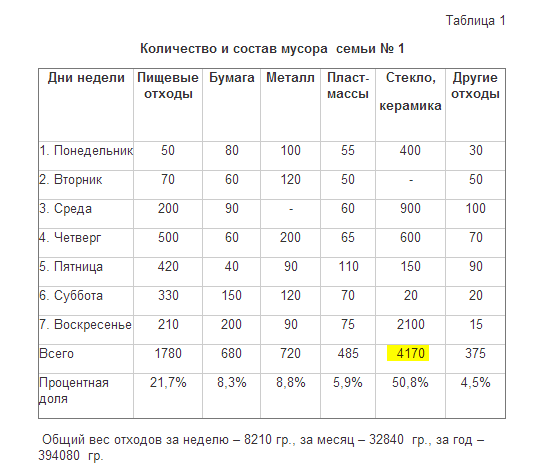 Таблица 1
Количество и состав мусора семьи № 1
Дни недели Пищевые отходы Бумага Металл Пласт-массы Стекло, керамика Другие отходы
1. Понедельник 50 80 100 55 400 30
2. Вторник 70 60 120 50 - 50
3. Среда 200 90 - 60 900 100
4. Четверг 500 60 200 65 600 70
5. Пятница 420 40 90 110 150 90
6. Суббота 330 150 120 70 20 20
7. Воскресенье 210 200 90 75 2100 15
Всего 1780 680 720 485 4170 375
Процентная доля 21,7% 8,3% 8,8% 5,9% 50,8% 4,5%
Общий вес отходов за неделю – 8210 гр., за месяц – 32840 гр., за год –
394080 гр.